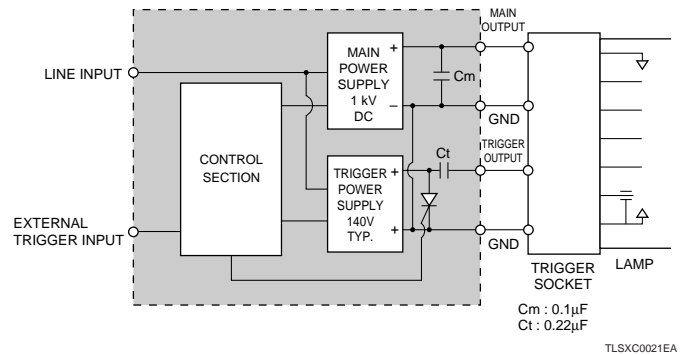 MAIN
OUTPUT
LINE INPUT
MAIN
POWER
SUPPLY
1 kV
DC
+
−
Cm
GND
CONTROL
SECTION
TRIGGER
POWER
SUPPLY
140V
TYP.
+
+
Ct
TRIGGER
OUTPUT
GND
EXTERNAL
TRIGGER INPUT
TRIGGER
SOCKET
LAMP
Cm : 0.1μF
Ct : 0.22μF
TLSXC0021EA